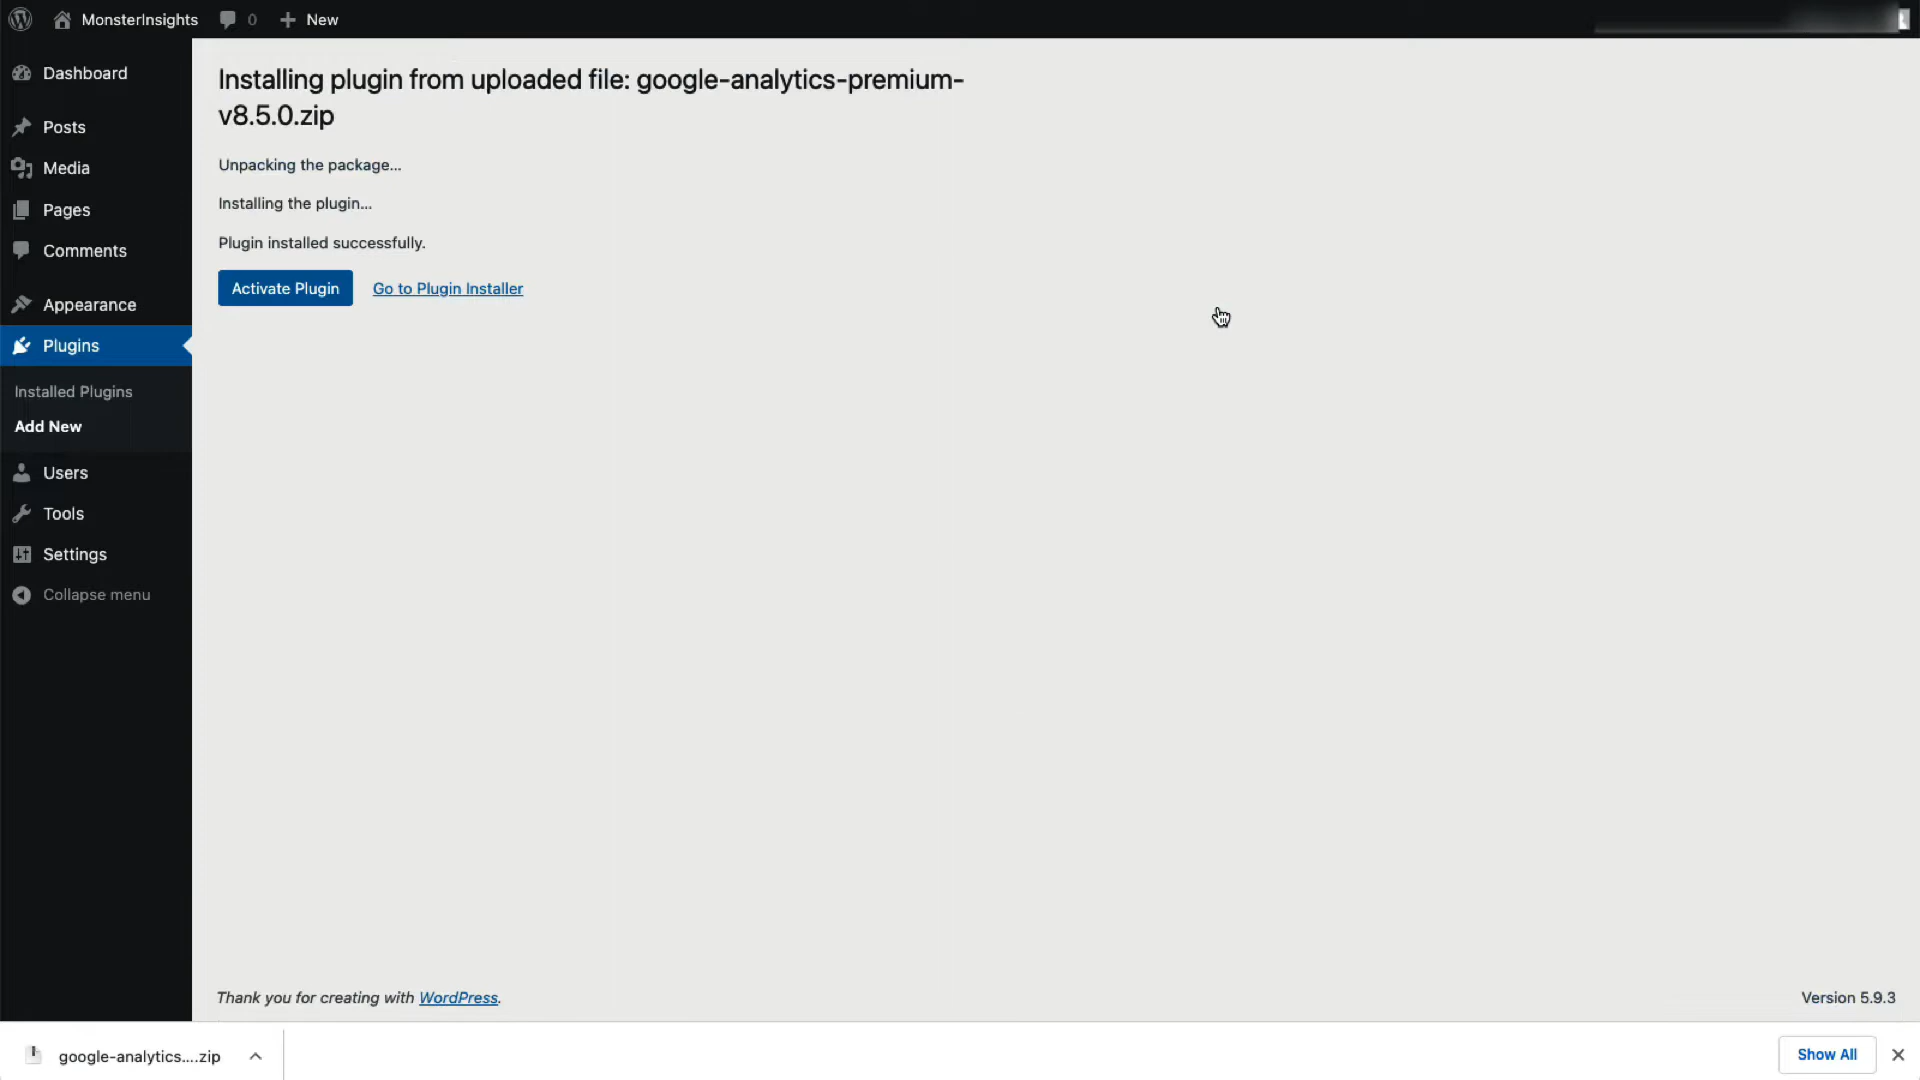 MonsterInsights 0 New
Dashboard
Posts
Media
Pages
Comments
Appearance
Plugins
Installed Plugins
Add New
Users
Tools
Settings
Collapse menu
Installing plugin from uploaded file: google-analytics-premium-
v8.5.0.zip
Unpacking the package...
Installing the plugin...
Plugin installed successfully.
Activate Plugin Go to Plugin Installer
Thank you for creating with WordPress.
Version 5.9.3
google-analytics....zip
Show All